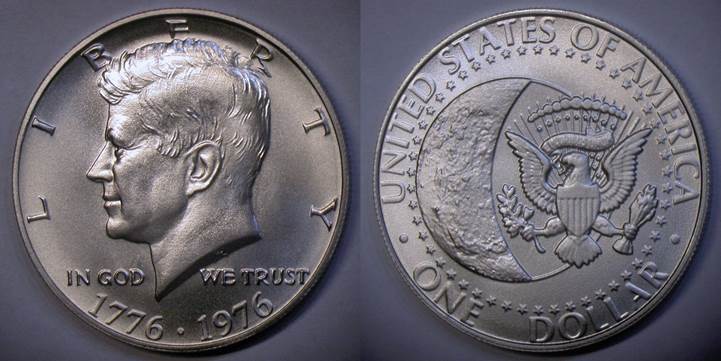 LIBERTY
IN GOD WE TRUST
1776 · 1976
UNITED STATES OF AMERICA
· ONE DOLLAR ·